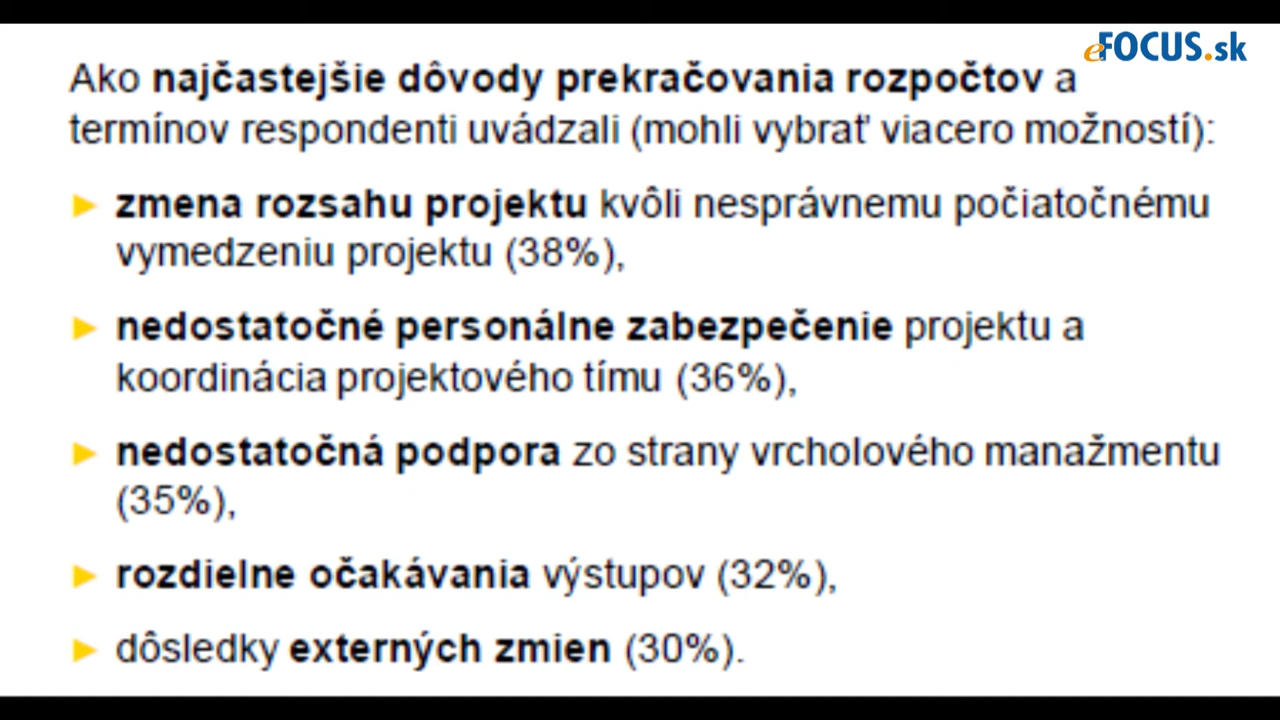 eFOCUS.sk
Ako najčastejšie dôvody prekračovania rozpočtov a
termínov respondenti uvádzali (mohli vybrať viacero možností):
► zmena rozsahu projektu kvôli nesprávnemu počiatočnému
vymedzeniu projektu (38%),
► nedostatočné personálne zabezpečenie projektu a
koordinácia projektového tímu (36%),
► nedostatočná podpora zo strany vrcholového manažmentu
(35%),
► rozdielne očakávania výstupov (32%),
► dôsledky externých zmien (30%).